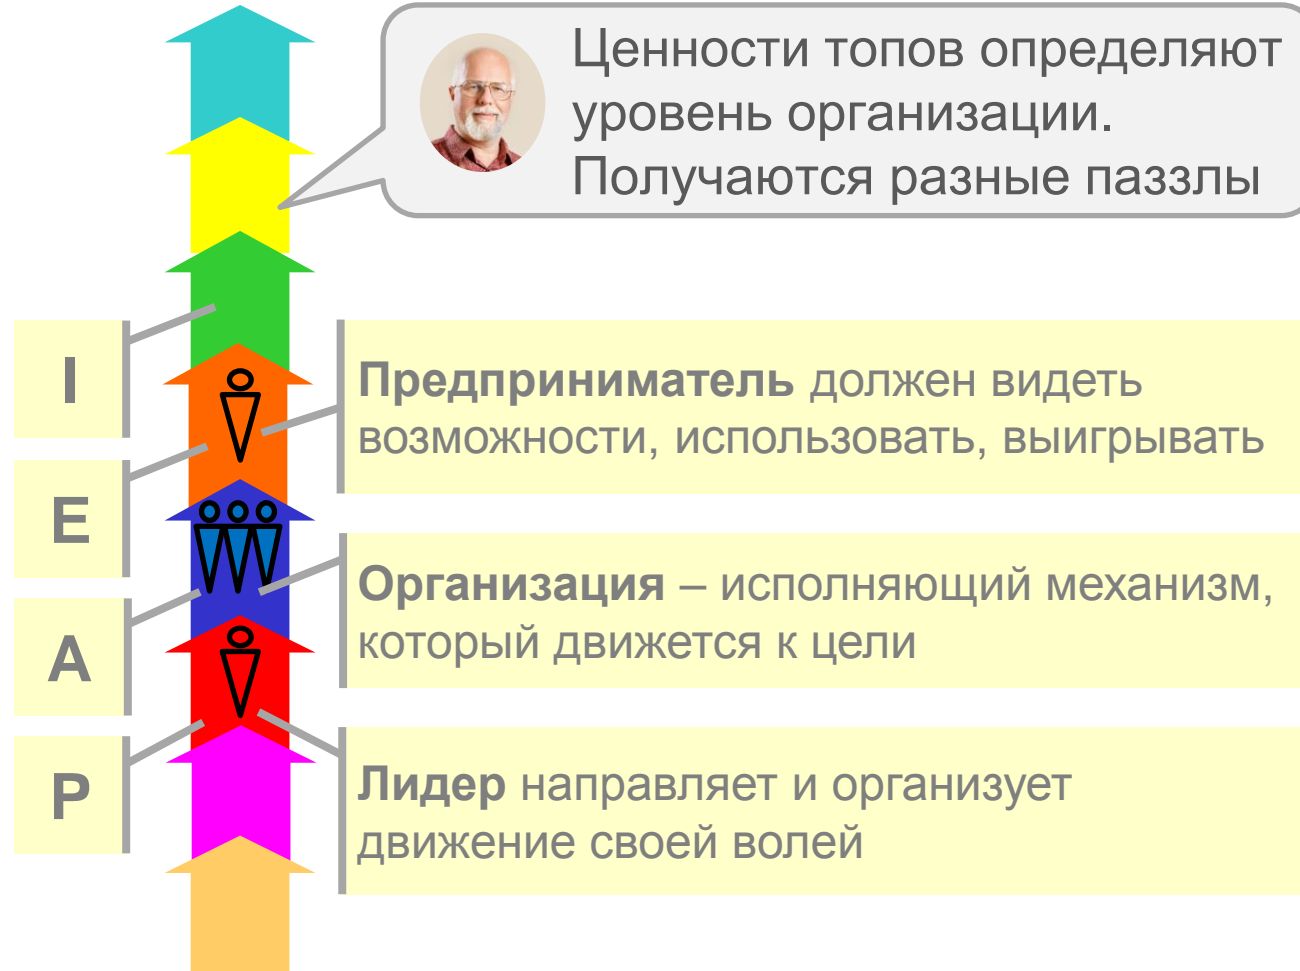 Ценности топов определяют
уровень организации.
Получаются разные паззлы
I
Предприниматель должен видеть
возможности, использовать, выигрывать
E
Организация – исполняющий механизм,
который движется к цели
A
Лидер направляет и организует
движение своей волей
P